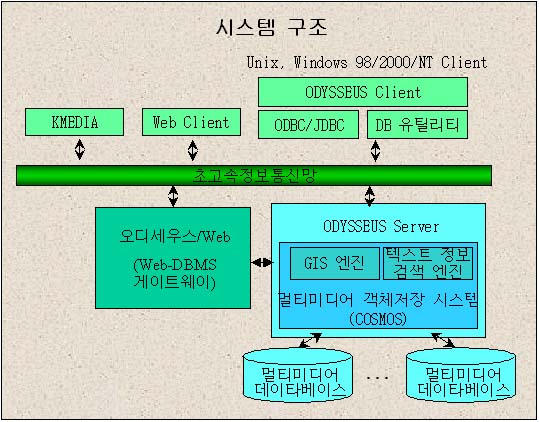 시스템 구조
Unix, Windows 98/2000/NT Client
ODYSSBUS Client
KMEDIA
Web Client
ODBC/JDBC
DB 유틸리티
초고속정보통신망
오디세우스/Web
(Web-DBMS
게이트웨이)
ODYSSBUS Server
GIS 엔진
텍스트 정보
검색 엔진
멀티미디어 객체저장 시스템
(COSMOS)
멀티미디어
데이타베이스
...
멀티미디어
데이타베이스